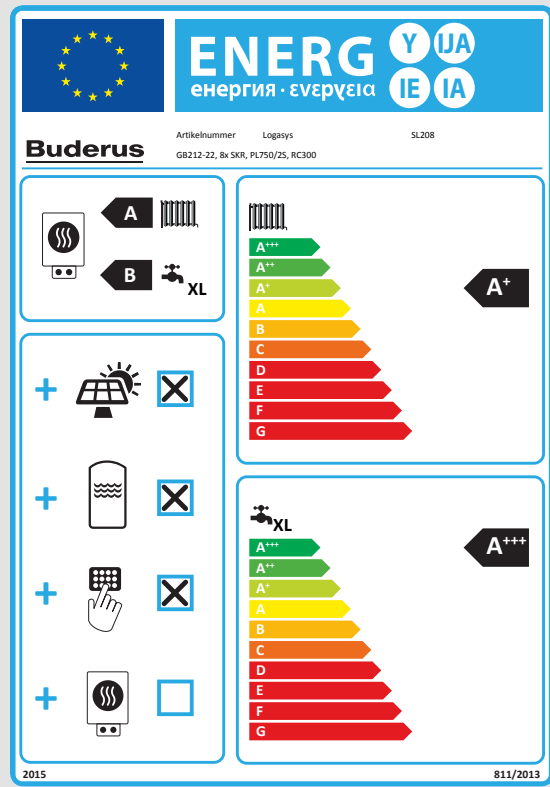 ENERG
енергия · ενεργεια
Y IJA
IE IA
Buderus
Artikelnummer Logasys SL208
GB212-22, 8x SKR, PL750/2S, RC300
A
B
XL
A+++
A++
A+
A
B
C
D
E
F
G
A+
XL
A+++
A++
A+
A
B
C
D
E
F
G
A+++
2015
811/2013